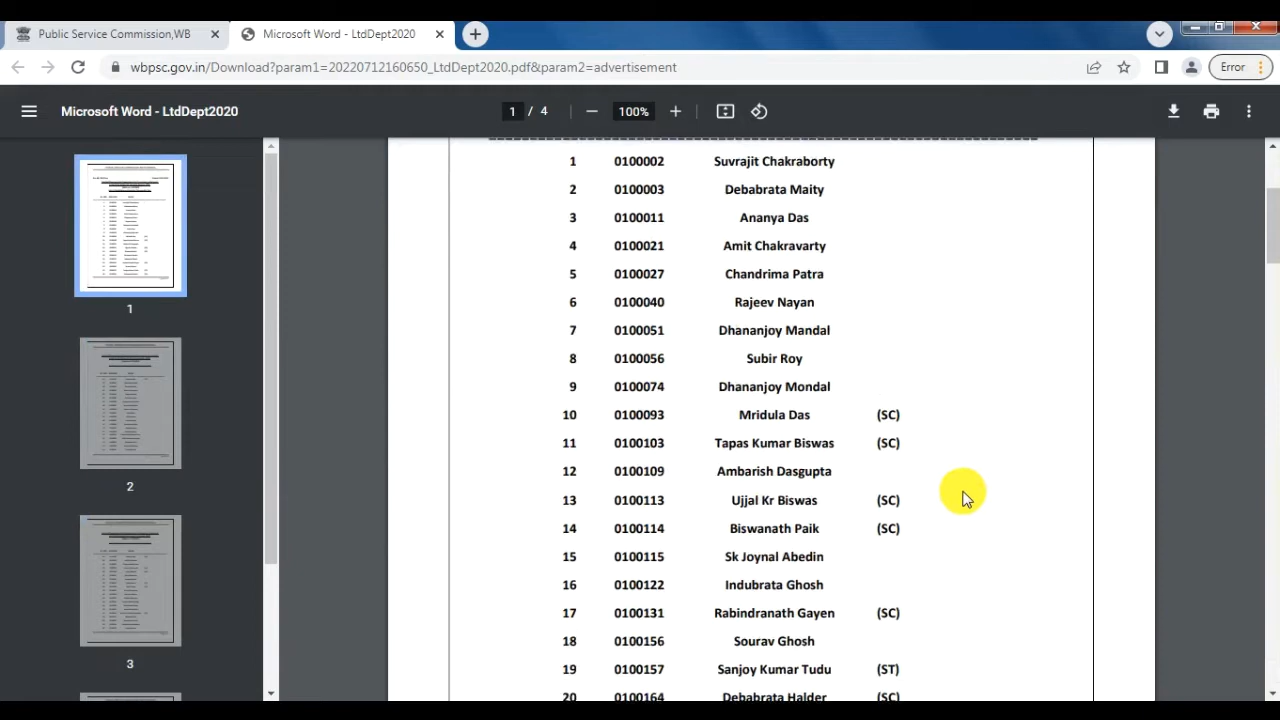 Public Service Commission,WB
Microsoft Word - LtdDept2020
wbpsc.gov.in/Download?param1=20220712160650_LtdDept2020.pdf&param2=advertisement
Error
Microsoft Word - LtdDept2020
1 / 4
100%
1 0100002 Suvrajit Chakraborty
2 0100003 Debabrata Maity
3 0100011 Ananya Das
4 0100021 Amit Chakravarty
5 0100027 Chandrima Patra
6 0100040 Rajeev Nayan
7 0100051 Dhananjoy Mandal
8 0100056 Subir Roy
9 0100074 Dhananjoy Mondal
10 0100093 Mridula Das (SC)
11 0100103 Tapas Kumar Biswas (SC)
12 0100109 Ambarish Dasgupta
13 0100113 Ujjal Kr Biswas (SC)
14 0100114 Biswanath Paik (SC)
15 0100115 Sk Joynal Abedin
16 0100122 Indubrata Ghosh
17 0100131 Rabindranath Gayen (SC)
18 0100156 Sourav Ghosh
19 0100157 Sanjoy Kumar Tudu (ST)
20 0100164 Debabrata Halder (SC)
1
2
3